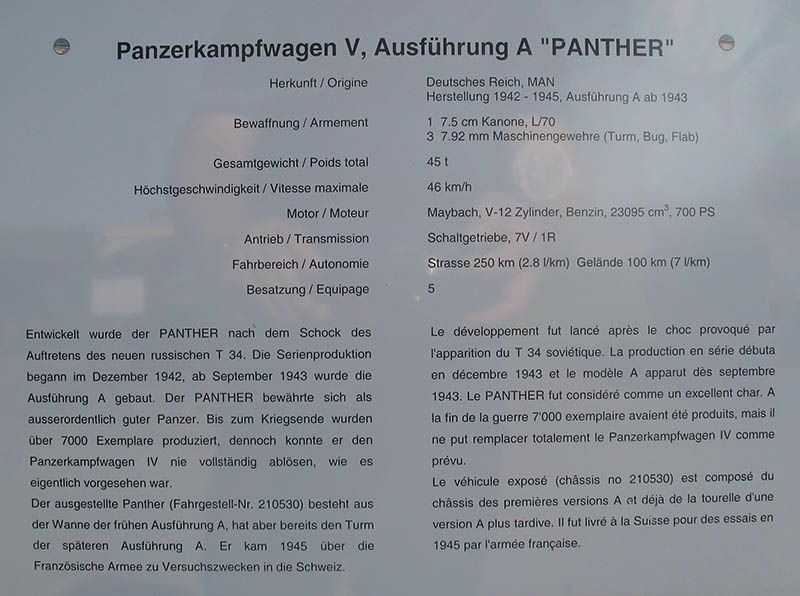 Panzerkampfwagen V, Ausführung A "PANTHER"
Herkunft / Origine Deutsches Reich, MAN
Herstellung 1942 - 1945, Ausführung A ab 1943
Bewaffnung / Armement 1 7.5 cm Kanone, L/70
3 7.92 mm Maschinengewehre (Turm, Bug, Flab)
Gesamtgewicht / Poids total 45 t
Höchstgeschwindigkeit / Vitesse maximale 46 km/h
Motor / Moteur Maybach, V-12 Zylinder, Benzin, 23095 cm³, 700 PS
Antrieb / Transmission Schaltgetriebe, 7V / 1R
Fahrbereich / Autonomie Strasse 250 km (2.8 l/km) Gelände 100 km (7 l/km)
Besatzung / Equipage 5
Entwickelt wurde der PANTHER nach dem Schock des
Auftretens des neuen russischen T 34. Die Serienproduktion
begann im Dezember 1942, ab September 1943 wurde die
Ausführung A gebaut. Der PANTHER bewährte sich als
ausserordentlich guter Panzer. Bis zum Kriegsende wurden
über 7000 Exemplare produziert, dennoch konnte er den
Panzerkampfwagen IV nie vollständig ablösen, wie es
eigentlich vorgesehen war.
Der ausgestellte Panther (Fahrgestell-Nr. 210530) besteht aus
der Wanne der frühen Ausführung A, hat aber bereits den Turm
der späteren Ausführung A. Er kam 1945 über die
Französische Armee zu Versuchszwecken in die Schweiz.
Le développement fut lancé après le choc provoqué par
l'apparition du T 34 soviétique. La production en série débuta
en décembre 1943 et le modèle A apparut dès septembre
1943. Le PANTHER fut considéré comme un excellent char. A
la fin de la guerre 7'000 exemplaire avaient été produits, mais il
ne put remplacer totalement le Panzerkampfwagen IV comme
prévu.
Le véhicule exposé (châssis no 210530) est composé du
châssis des premières versions A et déjà de la tourelle d'une
version A plus tardive. Il fut livré à la Suisse pour des essais en
1945 par l'armée française.